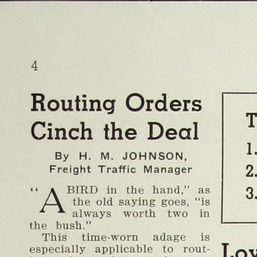 4
Routing Orders
Cinch the Deal
By H. M. JOHNSON,
Freight Traffic Manager
"A BIRD in the hand," as
the old saying goes, "is
always worth two in
the bush."
This time-worn adage is
especially applicable to rout-
1.
2.
3.